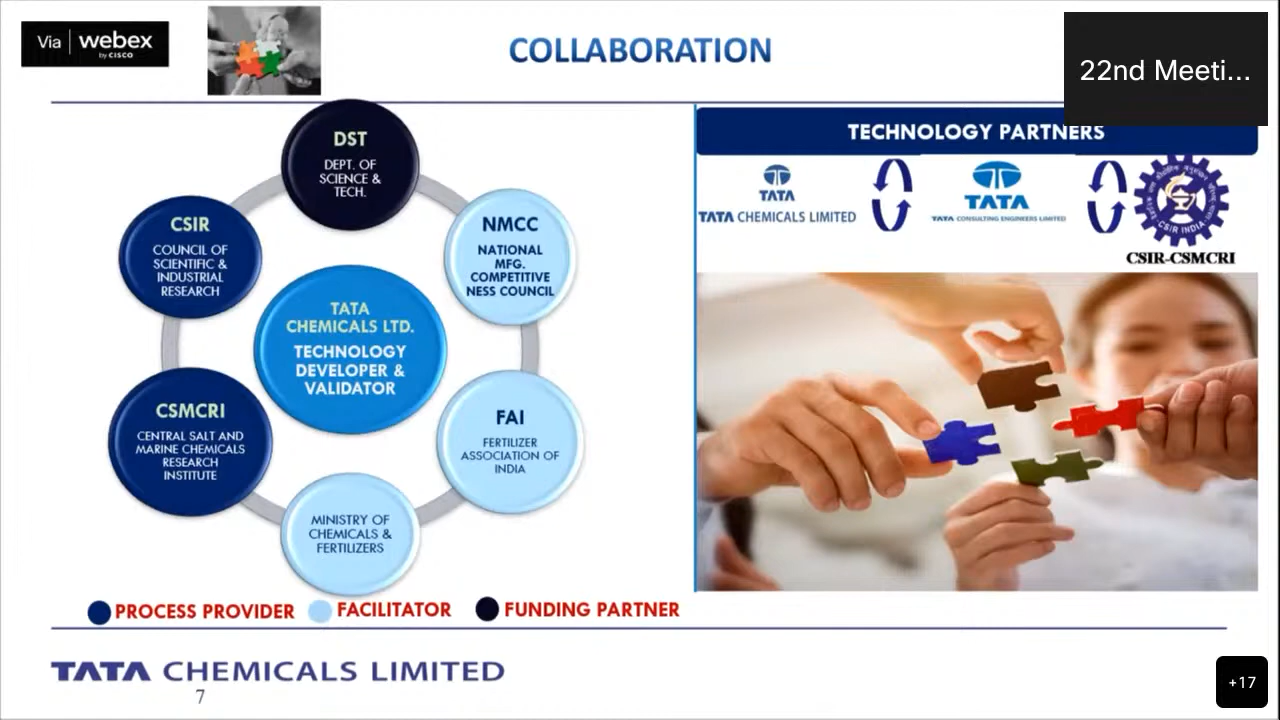 Via webex
by CISCO
COLLABORATION
22nd Meeti...
DST
DEPT. OF
SCIENCE &
TECH.
CSIR
COUNCIL OF
SCIENTIFIC &
INDUSTRIAL
RESEARCH
NMCC
NATIONAL
MFG.
COMPETITIVE
NESS COUNCIL
TATA
CHEMICALS LTD.
TECHNOLOGY
DEVELOPER &
VALIDATOR
CSMCRI
CENTRAL SALT AND
MARINE CHEMICALS
RESEARCH
INSTITUTE
FAI
FERTILIZER
ASSOCIATION OF
INDIA
MINISTRY OF
CHEMICALS &
FERTILIZERS
PROCESS PROVIDER FACILITATOR FUNDING PARTNER
TECHNOLOGY PARTNERS
TATA
TATA CHEMICALS LIMITED
TATA
TATA CONSULTING ENGINEERS LIMITED
CSIR INDIA
CSIR-CSMCRI
TATA CHEMICALS LIMITED
7
+17